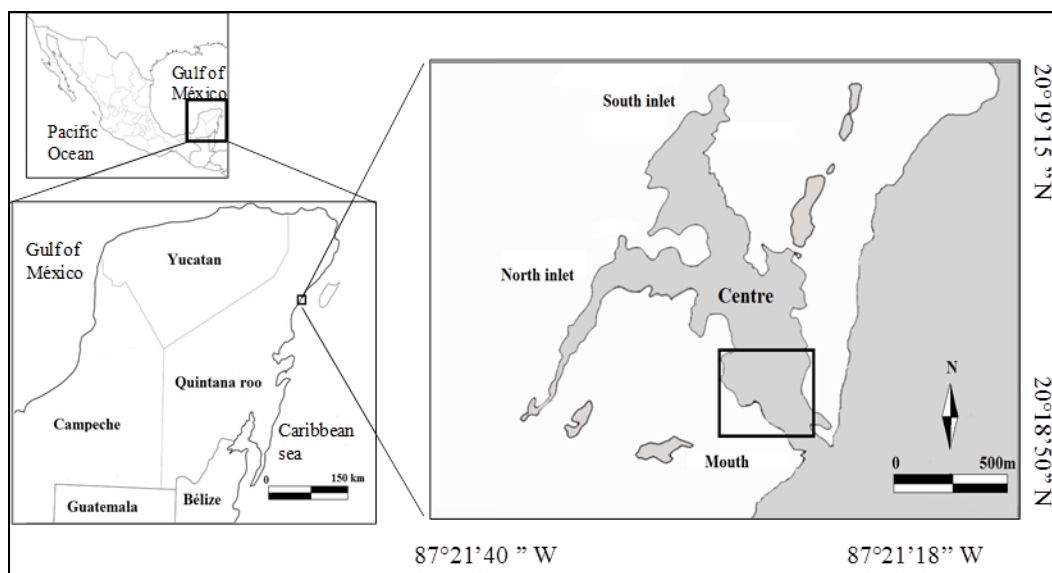 Gulf of
México
Pacific
Ocean
Gulf of
México
Yucatan
Quintana roo
Campeche
Caribbean
sea
0 150 km
Guatemala
Bélize
South inlet
North inlet
Centre
Mouth
N
0 500m
20°19’15 ”N
20°18’50”N
87°21’40 ” W
87°21’18” W